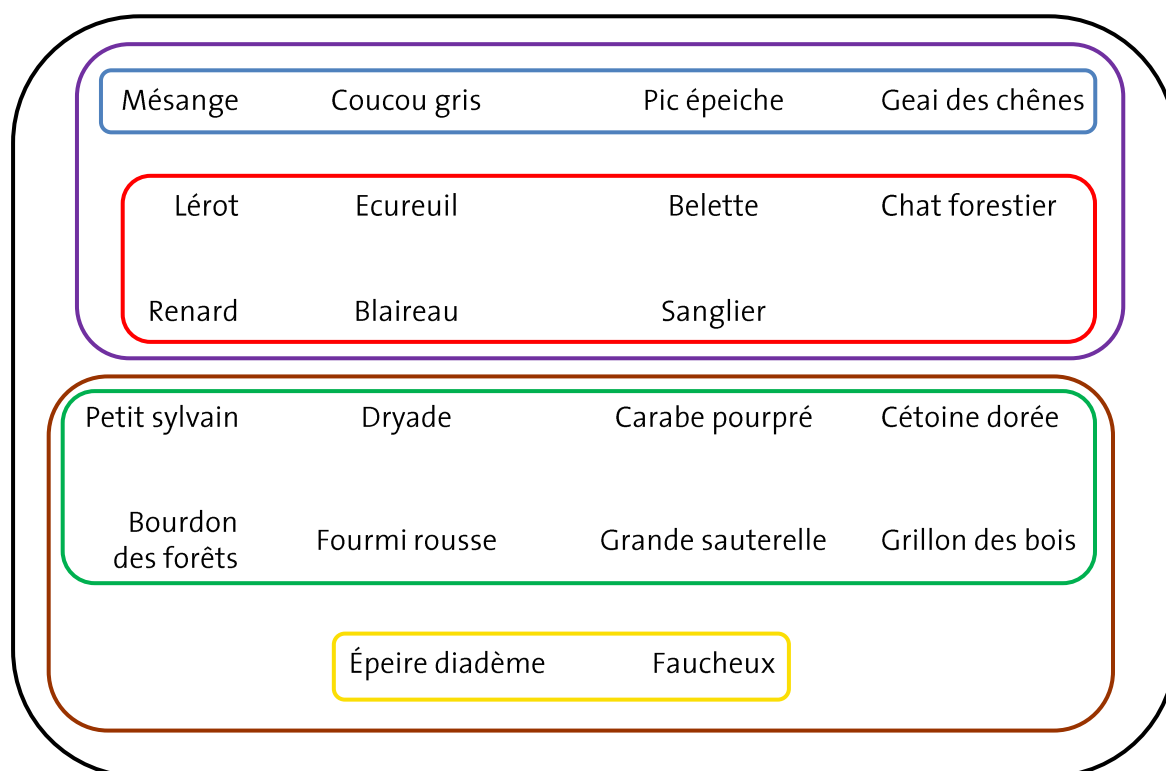 Mésange Coucou gris Pic épeiche Geai des chênes
Lérot Ecureuil Belette Chat forestier
Renard Blaireau Sanglier
Petit sylvain Dryade Carabe pourpré Cétoine dorée
Bourdon
des forêts Fourmi rousse Grande sauterelle Grillon des bois
Épeire diadème Faucheux